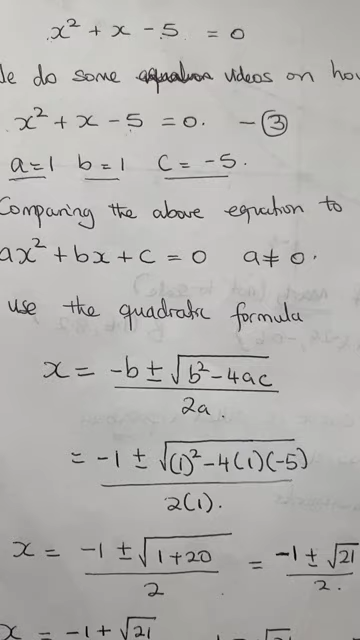 x² + x - 5 = 0
do some videos on how
x² + x - 5 = 0. - ③
a=1 b=1 c=-5.
Comparing the above equation to
ax² + bx + c = 0 a≠0.
use the quadratic formula
x = (-b ± √(b² - 4ac)) / 2a.
= (-1 ± √((1)² - 4(1)(-5))) / 2(1).
x = (-1 ± √(1+20)) / 2 = (-1 ± √21) / 2.
x = -1 + √21